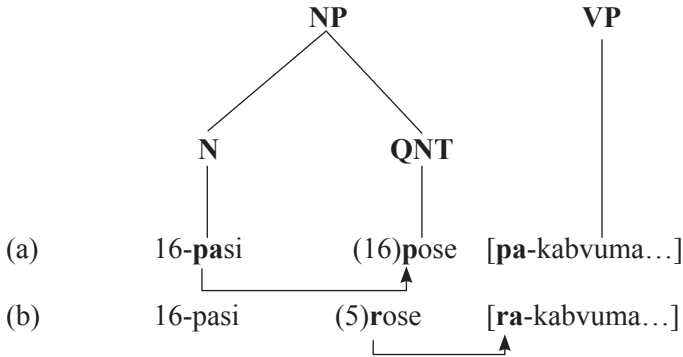 NP VP
N QNT
(a) 16-pasi (16)pose [pa-kabvuma…]
(b) 16-pasi (5)rose [ra-kabvuma…]